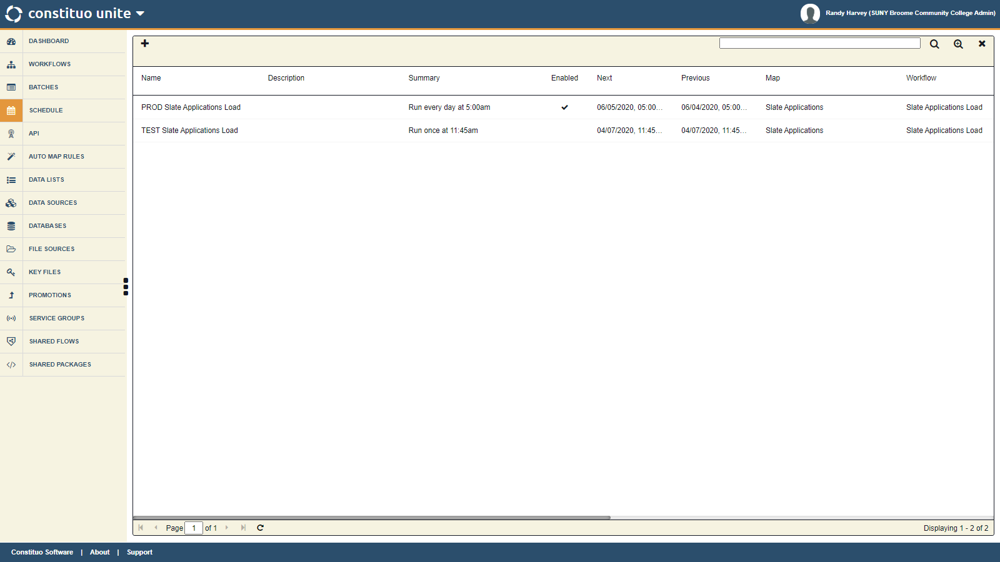 constituo unite
Randy Harvey (SUNY Broome Community College Admin)
DASHBOARD
WORKFLOWS
BATCHES
SCHEDULE
API
AUTO MAP RULES
DATA LISTS
DATA SOURCES
DATABASES
FILE SOURCES
KEY FILES
PROMOTIONS
SERVICE GROUPS
SHARED FLOWS
SHARED PACKAGES
Name Description Summary Enabled Next Previous Map Workflow
PROD Slate Applications Load Run every day at 5:00am 06/05/2020, 05:00... 06/04/2020, 05:00... Slate Applications Slate Applications Load
TEST Slate Applications Load Run once at 11:45am 04/07/2020, 11:45... 04/07/2020, 11:45... Slate Applications Slate Applications Load
Page 1 of 1 Displaying 1 - 2 of 2
Constituo Software | About | Support